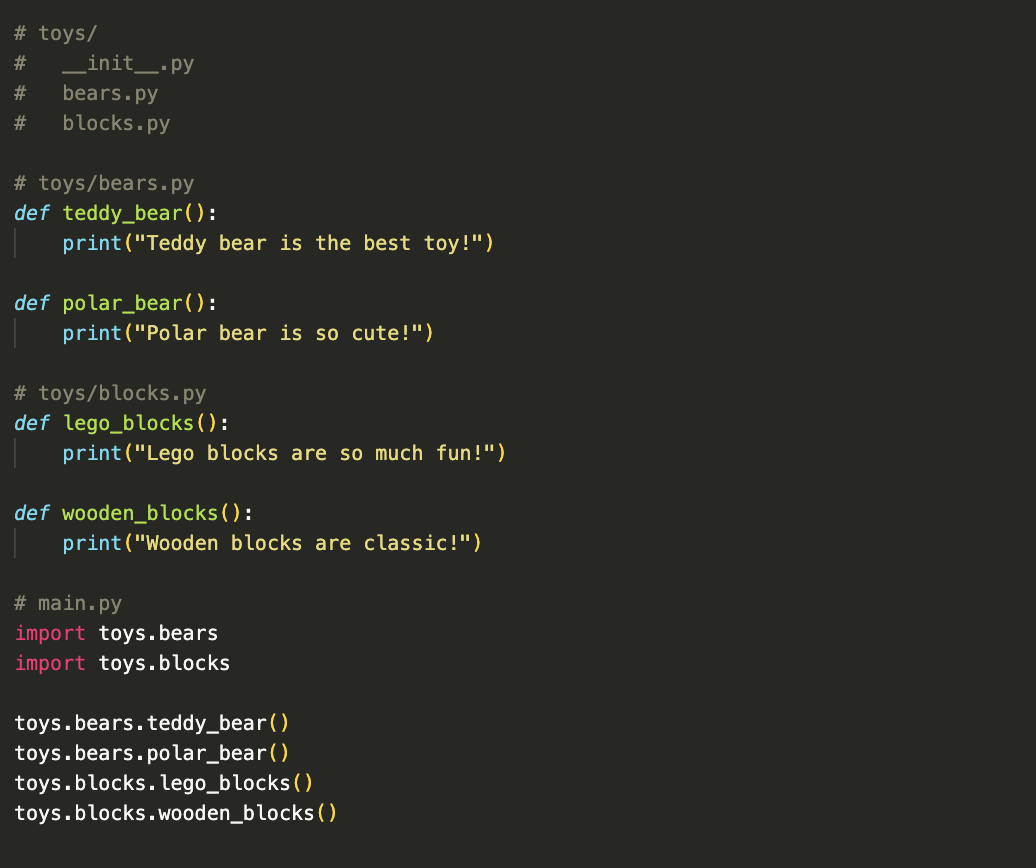 # toys/
#   __init__.py
#   bears.py
#   blocks.py

# toys/bears.py
def teddy_bear():
    print("Teddy bear is the best toy!")

def polar_bear():
    print("Polar bear is so cute!")

# toys/blocks.py
def lego_blocks():
    print("Lego blocks are so much fun!")

def wooden_blocks():
    print("Wooden blocks are classic!")

# main.py
import toys.bears
import toys.blocks

toys.bears.teddy_bear()
toys.bears.polar_bear()
toys.blocks.lego_blocks()
toys.blocks.wooden_blocks()